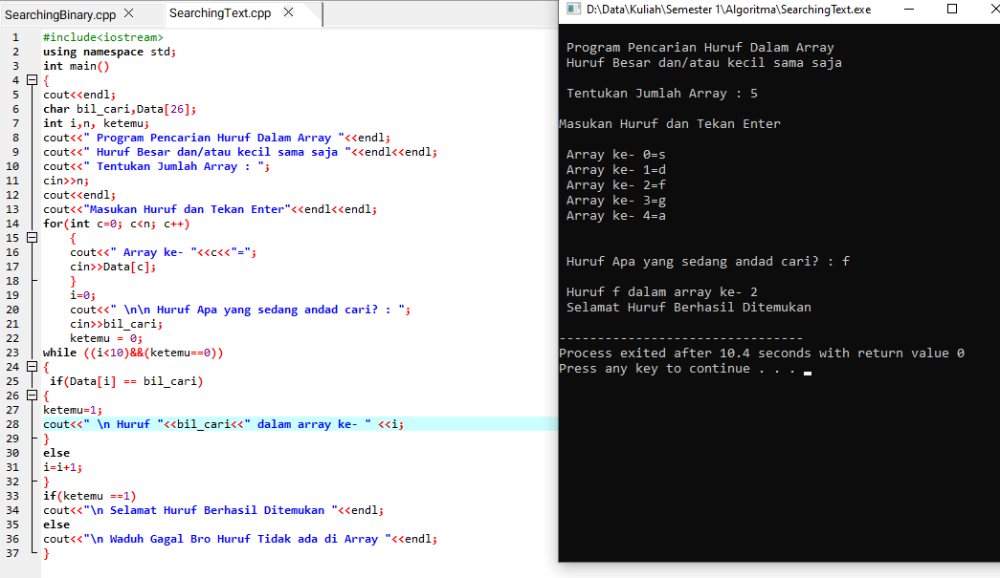 SearchingBinary.cpp
SearchingText.cpp
1 #include<iostream>
2 using namespace std;
3 int main()
4 {
5 cout<<endl;
6 char bil_cari,Data[26];
7 int i,n, ketemu;
8 cout<<" Program Pencarian Huruf Dalam Array "<<endl;
9 cout<<" Huruf Besar dan/atau kecil sama saja "<<endl<<endl;
10 cout<<" Tentukan Jumlah Array : ";
11 cin>>n;
12 cout<<endl;
13 cout<<"Masukan Huruf dan Tekan Enter"<<endl<<endl;
14 for(int c=0; c<n; c++)
15 {
16 cout<<" Array ke- "<<c<<"=";
17 cin>>Data[c];
18 }
19 i=0;
20 cout<<" \n\n Huruf Apa yang sedang andad cari? : ";
21 cin>>bil_cari;
22 ketemu = 0;
23 while ((i<10)&&(ketemu==0))
24 {
25 if(Data[i] == bil_cari)
26 {
27 ketemu=1;
28 cout<<" \n Huruf "<<bil_cari<<" dalam array ke- " <<i;
29 }
30 else
31 i=i+1;
32 }
33 if(ketemu ==1)
34 cout<<"\n Selamat Huruf Berhasil Ditemukan "<<endl;
35 else
36 cout<<"\n Waduh Gagal Bro Huruf Tidak ada di Array "<<endl;
37 }
D:\Data\Kuliah\Semester 1\Algoritma\SearchingText.exe
Program Pencarian Huruf Dalam Array
Huruf Besar dan/atau kecil sama saja
Tentukan Jumlah Array : 5
Masukan Huruf dan Tekan Enter
Array ke- 0=s
Array ke- 1=d
Array ke- 2=f
Array ke- 3=g
Array ke- 4=a
Huruf Apa yang sedang andad cari? : f
Huruf f dalam array ke- 2
Selamat Huruf Berhasil Ditemukan
--------------------------------
Process exited after 10.4 seconds with return value 0
Press any key to continue . . .